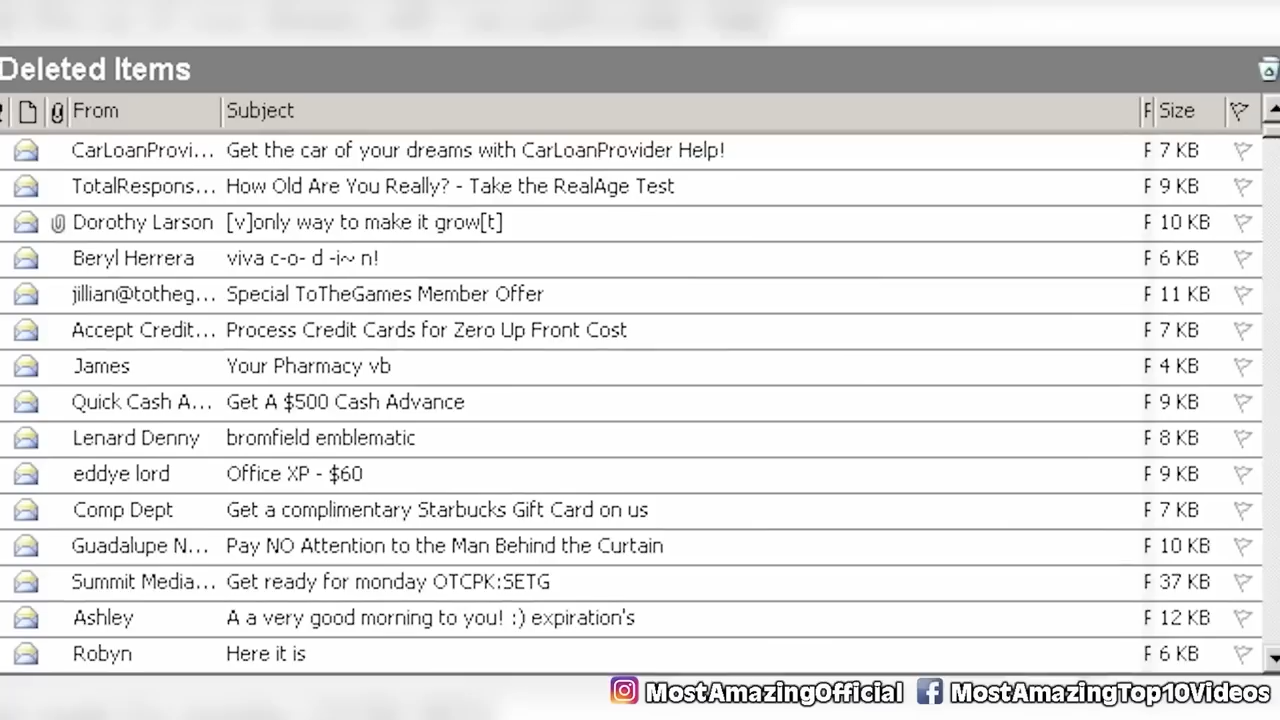 Deleted Items
From Subject F Size
CarLoanProvi... Get the car of your dreams with CarLoanProvider Help! F 7 KB
TotalRespons... How Old Are You Really? - Take the RealAge Test F 9 KB
Dorothy Larson [v]only way to make it grow[t] F 10 KB
Beryl Herrera viva c-o- d -i~ n! F 6 KB
jillian@totheg... Special ToTheGames Member Offer F 11 KB
Accept Credit... Process Credit Cards for Zero Up Front Cost F 7 KB
James Your Pharmacy vb F 4 KB
Quick Cash A... Get A $500 Cash Advance F 9 KB
Lenard Denny bromfield emblematic F 8 KB
eddye lord Office XP - $60 F 9 KB
Comp Dept Get a complimentary Starbucks Gift Card on us F 7 KB
Guadalupe N... Pay NO Attention to the Man Behind the Curtain F 10 KB
Summit Media... Get ready for monday OTCPK:SETG F 37 KB
Ashley A a very good morning to you! :) expiration's F 12 KB
Robyn Here it is F 6 KB
MostAmazingOfficial MostAmazingTop10Videos